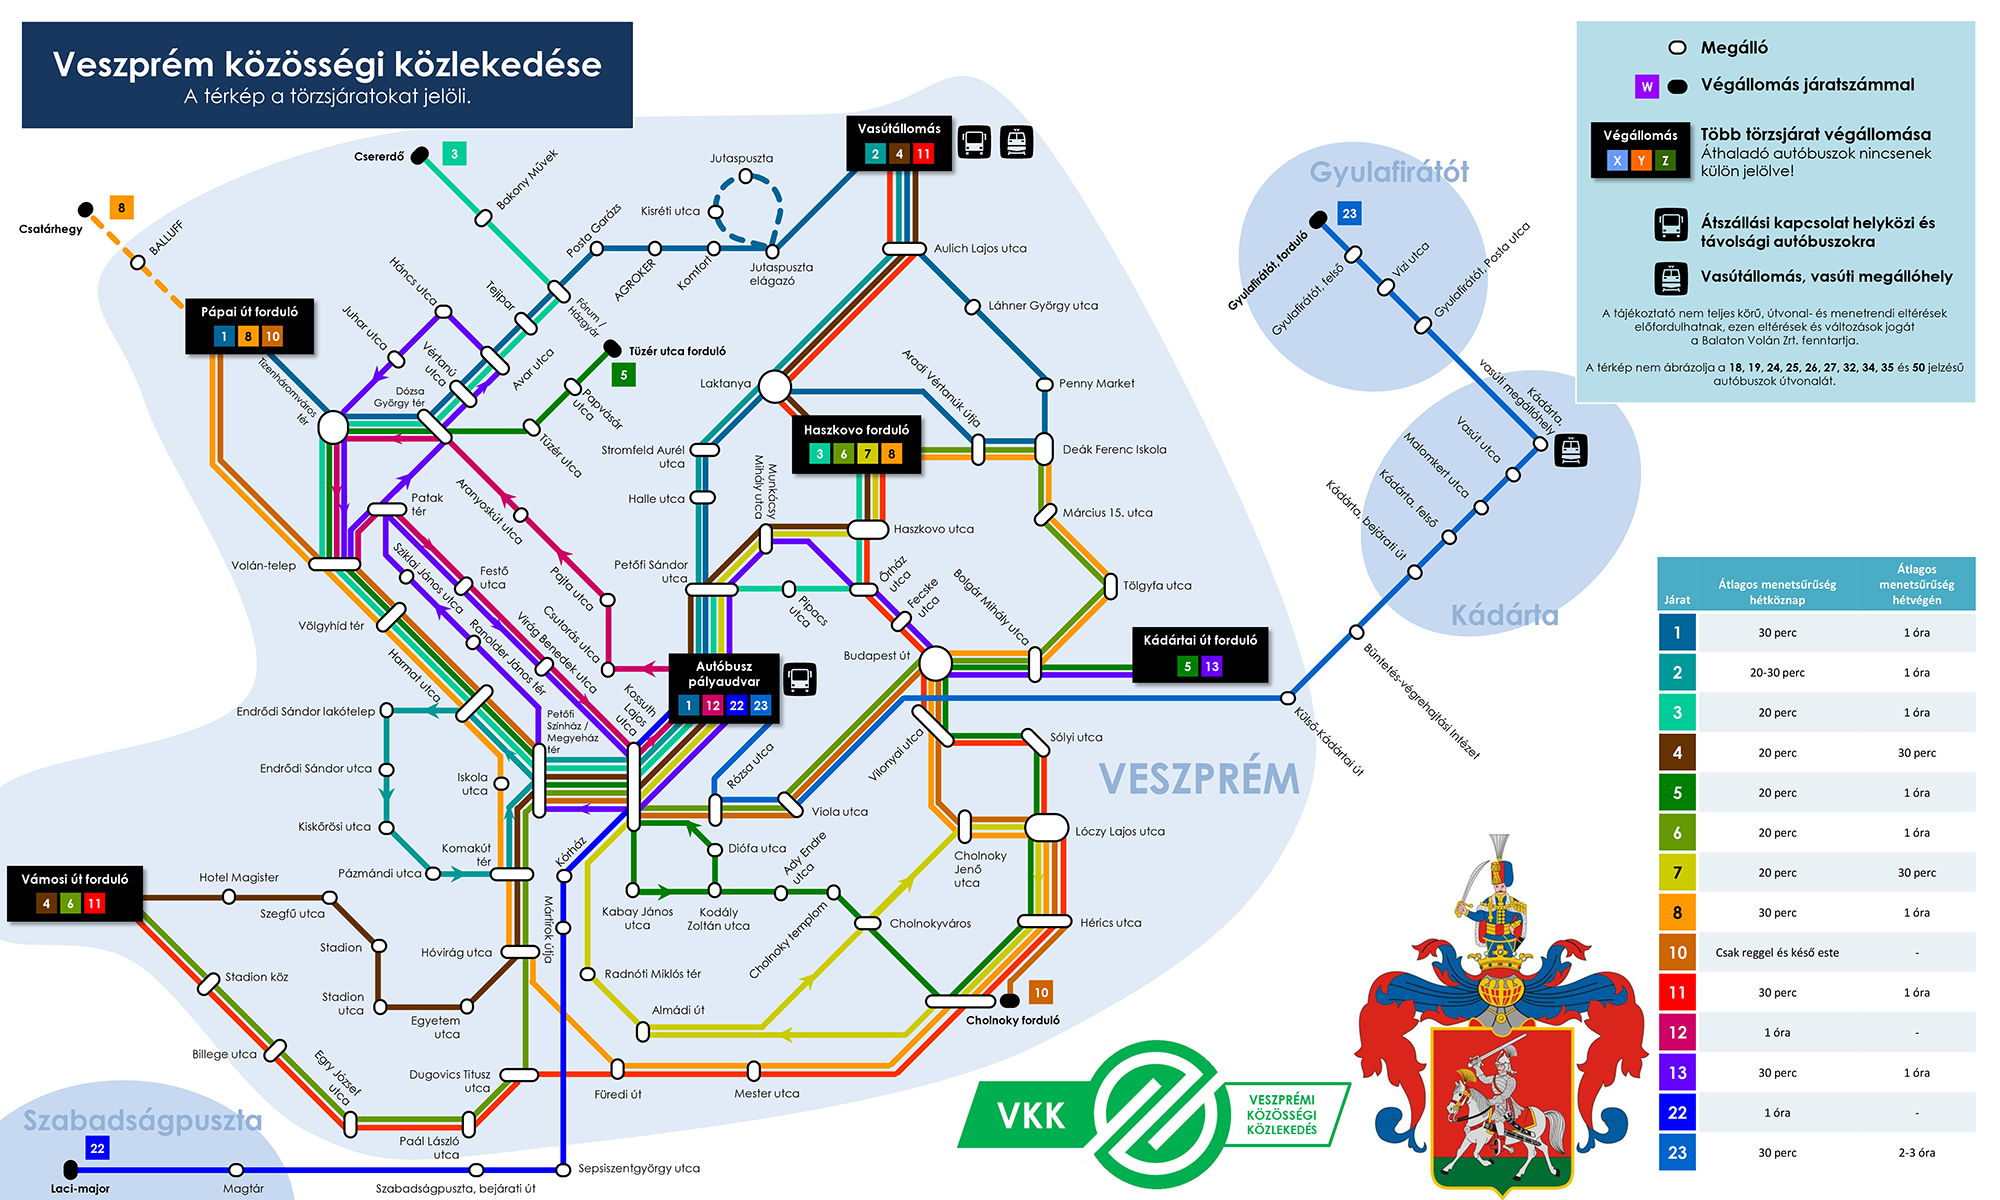 Veszprém közösségi közlekedése
A térkép a törzsjáratokat jelöli.
Megálló
W
Végállomás járatszámmal
Végállomás
X Y Z
Több törzsjárat végállomása
Áthaladó autóbuszok nincsenek
külön jelölve!
Átszállási kapcsolat helyközi és
távolsági autóbuszokra
Vasútállomás, vasúti megállóhely
A tájékoztató nem teljes körű, útvonal- és menetrendi eltérések
előfordulhatnak, ezen eltérések és változások jogát
a Balaton Volán Zrt. fenntartja.
A térkép nem ábrázolja a 18, 19, 24, 25, 26, 27, 32, 34, 35 és 50 jelzésű
autóbuszok útvonalát.
Csererdő
3
Bakony Művek
Csatárhegy
8
BALLUFF
Pápai út forduló
1 8 10
Tizenháromváros
tér
Juhar utca
Háncs utca
Vértanú
utca
Tejipar
Avar utca
Dózsa
György tér
Posta Garázs
Fórum /
Házgyár
AGROKER
Komfort
Kisréti utca
Jutaspuszta
Jutaspuszta
elágazó
Vasútállomás
2 4 11
Aulich Lajos utca
Láhner György utca
Penny Market
Tüzér utca forduló
5
Papvásár
utca
Tüzér utca
Laktanya
Aradi Vértanúk útja
Haszkovo forduló
3 6 7 8
Deák Ferenc Iskola
Stromfeld Aurél
utca
Halle utca
Munkácsy
Mihály utca
Haszkovo utca
Március 15. utca
Tölgyfa utca
Petőfi Sándor
utca
Pipacs
utca
Őrház
utca
Fecske
utca
Bolgár Mihály utca
Budapest út
Kádártai út forduló
5 13
Patak
tér
Aranyoskút utca
Pajta utca
Csutorás utca
Volán-telep
Völgyhíd tér
Harmat utca
Sziklai János utca
Festő
utca
Ranolder János tér
Virág Benedek utca
Kossuth
Lajos
utca
Petőfi
Színház /
Megyeház
tér
Autóbusz
pályaudvar
1 12 22 23
Rózsa utca
Viola utca
Vilonyai utca
Sólyi utca
Lóczy Lajos utca
Cholnoky
Jenő
utca
Hérics utca
10
Cholnoky forduló
Cholnokyváros
Cholnoky templom
Ady Endre
utca
Diófa utca
Kodály
Zoltán utca
Kabay János
utca
Kórház
Mártírok útja
Radnóti Miklós tér
Almádi út
Endrődi Sándor lakótelep
Endrődi Sándor utca
Kiskőrösi utca
Pázmándi utca
Iskola
utca
Komakút
tér
Hóvirág utca
Vámosi út forduló
4 6 11
Hotel Magister
Szegfű utca
Stadion
Stadion
utca
Egyetem
utca
Stadion köz
Billege utca
Egry József
utca
Paál László
utca
Dugovics Titusz
utca
Füredi út
Mester utca
Szabadságpuszta
22
Laci-major
Magtár
Szabadságpuszta, bejárati út
Sepsiszentgyörgy utca
VESZPRÉM
Gyulafirátót
23
Gyulafirátót, forduló
Gyulafirátót, felső
Vízi utca
Gyulafirátót, Posta utca
Kádárta,
vasúti megállóhely
Vasút utca
Malomkert utca
Kádárta, felső
Kádárta, bejárati út
Kádárta
Büntetés-végrehajtási Intézet
Külső-Kádártai út
VKK
VESZPRÉMI
KÖZÖSSÉGI
KÖZLEKEDÉS
Járat
Átlagos menetsűrűség
hétköznap
Átlagos
menetsűrűség
hétvégén
1 30 perc 1 óra
2 20-30 perc 1 óra
3 20 perc 1 óra
4 20 perc 30 perc
5 20 perc 1 óra
6 20 perc 1 óra
7 20 perc 30 perc
8 30 perc 1 óra
10 Csak reggel és késő este -
11 30 perc 1 óra
12 1 óra -
13 30 perc 1 óra
22 1 óra -
23 30 perc 2-3 óra